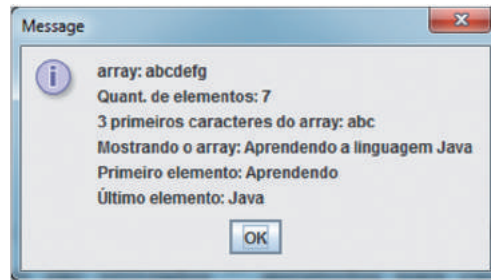 Message
array: abcdefg
Quant. de elementos: 7
3 primeiros caracteres do array: abc
Mostrando o array: Aprendendo a linguagem Java
Primeiro elemento: Aprendendo
Último elemento: Java
OK